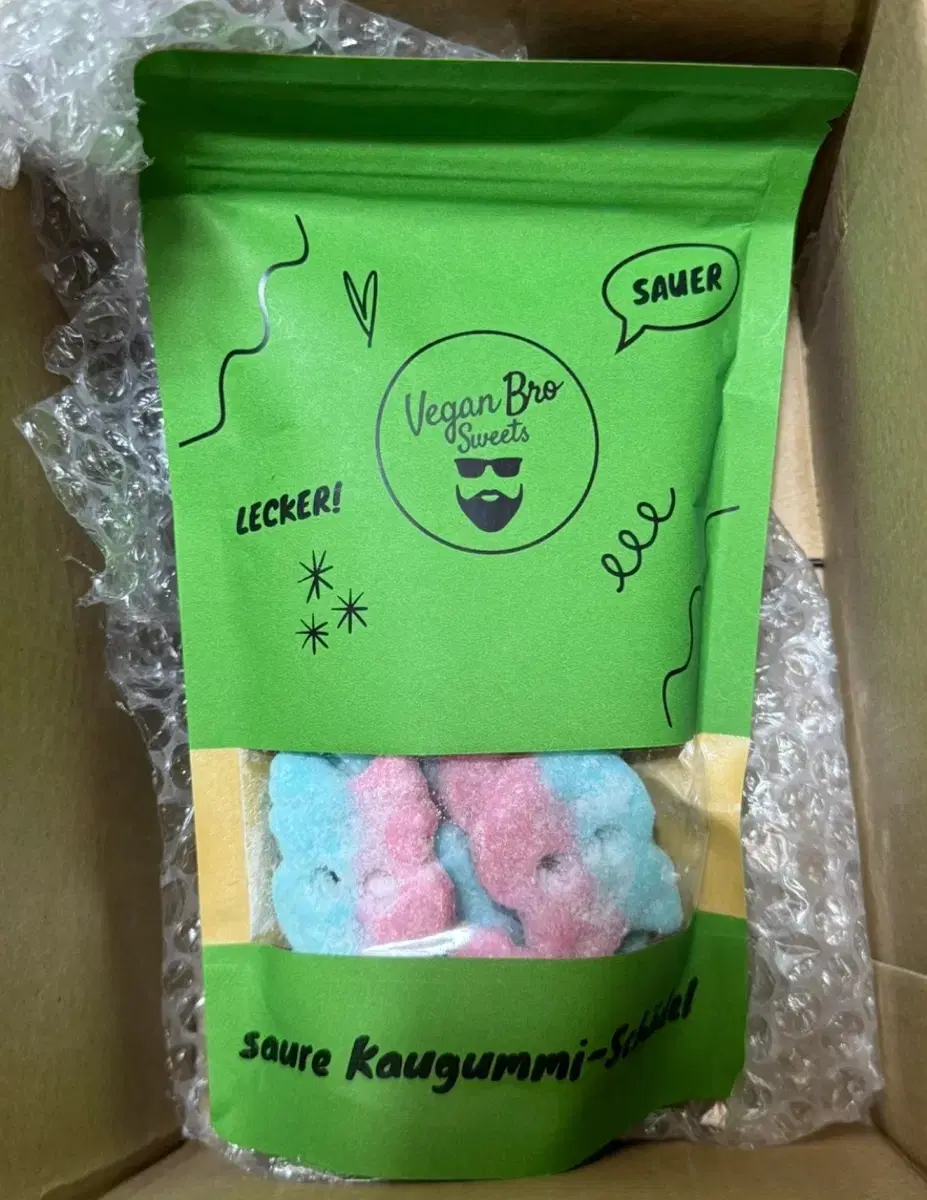 SAUER
Vegan Bro
Sweets
LECKER!
saure Kaugummi-Schädel